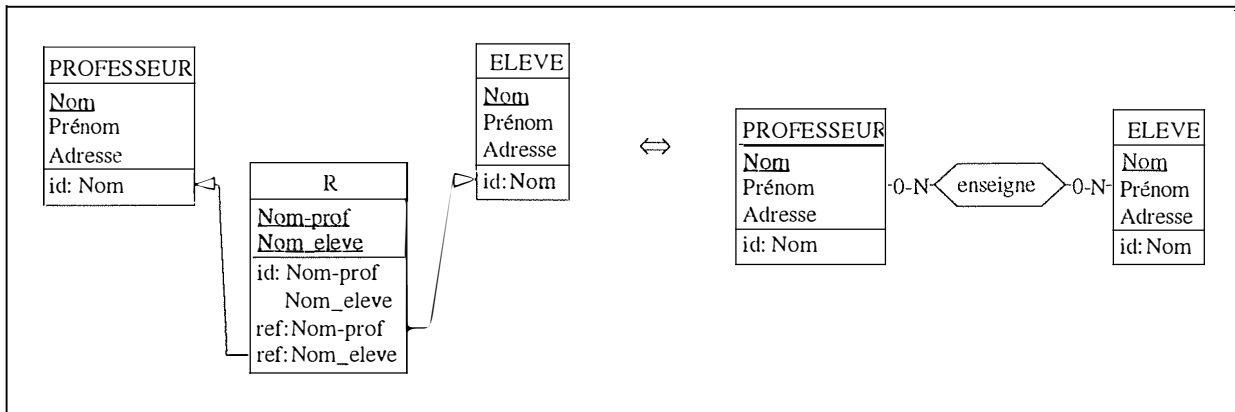 PROFESSEUR
Nom
Prénom
Adresse
id: Nom
R
Nom-prof
Nom_eleve
id: Nom-prof
Nom_eleve
ref:Nom-prof
ref:Nom_eleve
ELEVE
Nom
Prénom
Adresse
id: Nom
⇔
PROFESSEUR
Nom
Prénom
Adresse
id: Nom
0-N
enseigne
0-N
ELEVE
Nom
Prénom
Adresse
id: Nom